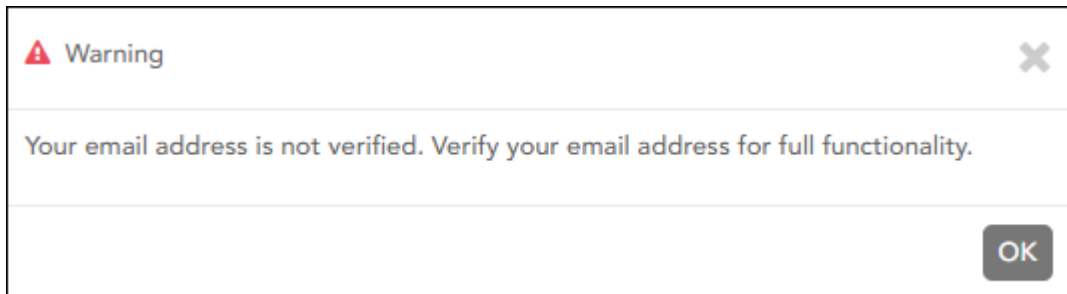 Warning
Your email address is not verified. Verify your email address for full functionality.
OK